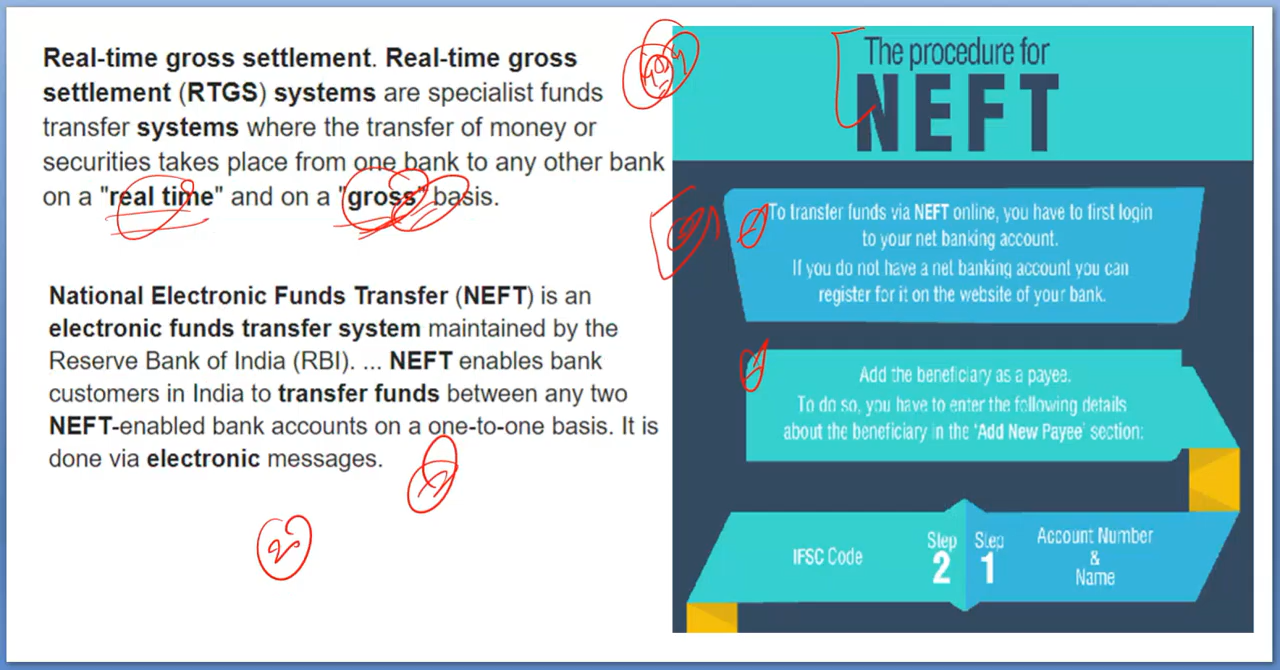 Real-time gross settlement. Real-time gross
settlement (RTGS) systems are specialist funds
transfer systems where the transfer of money or
securities takes place from one bank to any other bank
on a "real time" and on a "gross" basis.
National Electronic Funds Transfer (NEFT) is an
electronic funds transfer system maintained by the
Reserve Bank of India (RBI). ... NEFT enables bank
customers in India to transfer funds between any two
NEFT-enabled bank accounts on a one-to-one basis. It is
done via electronic messages.
The procedure for
NEFT
To transfer funds via NEFT online, you have to first login
to your net banking account.
If you do not have a net banking account you can
register for it on the website of your bank.
Add the beneficiary as a payee.
To do so, you have to enter the following details
about the beneficiary in the 'Add New Payee' section:
IFSC Code
Step
2
Step
1
Account Number
&
Name